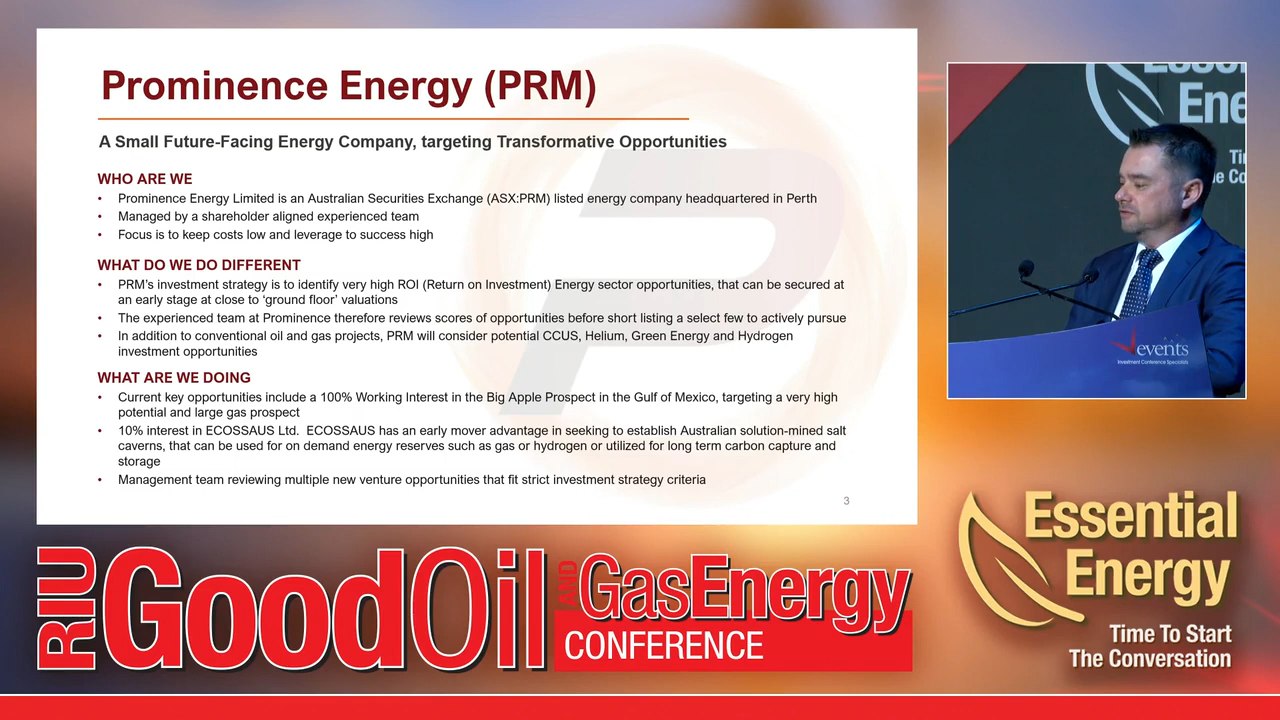 Prominence Energy (PRM)
A Small Future-Facing Energy Company, targeting Transformative Opportunities
WHO ARE WE
• Prominence Energy Limited is an Australian Securities Exchange (ASX:PRM) listed energy company headquartered in Perth
• Managed by a shareholder aligned experienced team
• Focus is to keep costs low and leverage to success high
WHAT DO WE DO DIFFERENT
• PRM’s investment strategy is to identify very high ROI (Return on Investment) Energy sector opportunities, that can be secured at
an early stage at close to ‘ground floor’ valuations
• The experienced team at Prominence therefore reviews scores of opportunities before short listing a select few to actively pursue
• In addition to conventional oil and gas projects, PRM will consider potential CCUS, Helium, Green Energy and Hydrogen
investment opportunities
WHAT ARE WE DOING
• Current key opportunities include a 100% Working Interest in the Big Apple Prospect in the Gulf of Mexico, targeting a very high
potential and large gas prospect
• 10% interest in ECOSSAUS Ltd. ECOSSAUS has an early mover advantage in seeking to establish Australian solution-mined salt
caverns, that can be used for on demand energy reserves such as gas or hydrogen or utilized for long term carbon capture and
storage
• Management team reviewing multiple new venture opportunities that fit strict investment strategy criteria
3
Ene
Ti
e Co
Vevents
Investment Conference Specialists
RIU
GoodOil
AND
GasEnergy
CONFERENCE
Essential
Energy
Time To Start
The Conversation